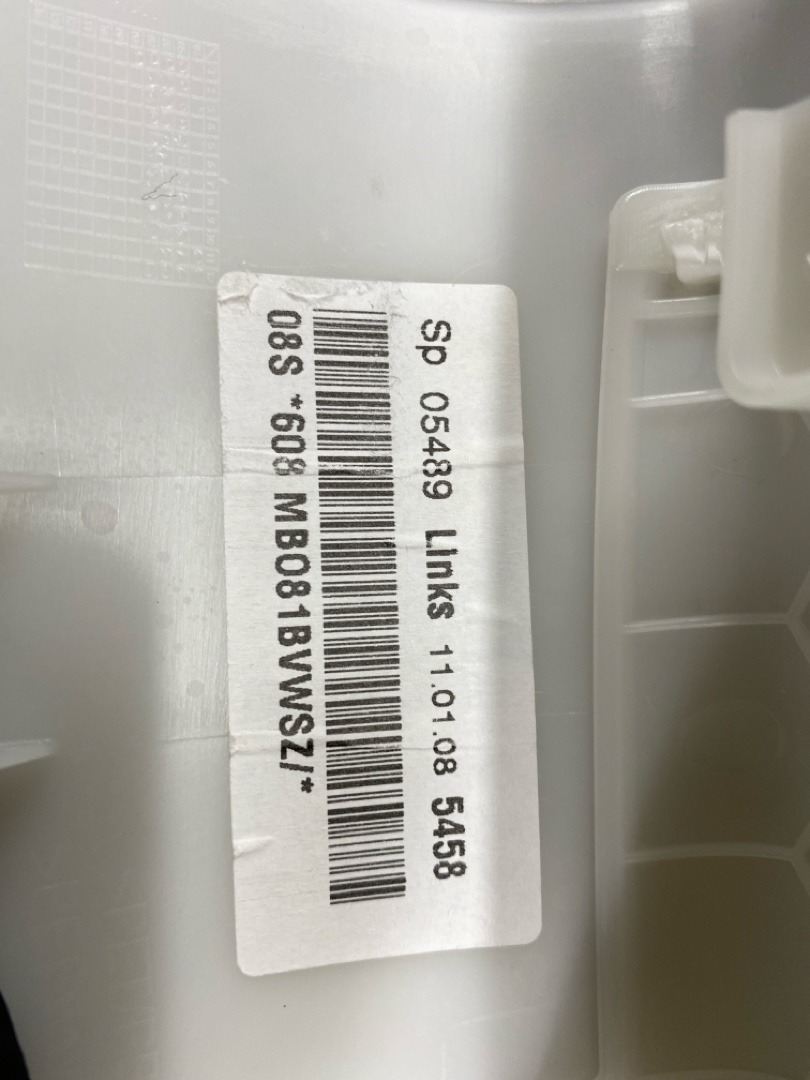 Sp 05489 Links 11.01.08 5458
08S *608 MB081BVWSZ/*